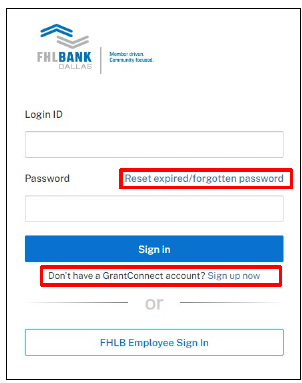 FHLBANK
DALLAS
Member driven.
Community focused.
Login ID
Password Reset expired/forgotten password
Sign in
Don't have a GrantConnect account? Sign up now
or
FHLB Employee Sign In